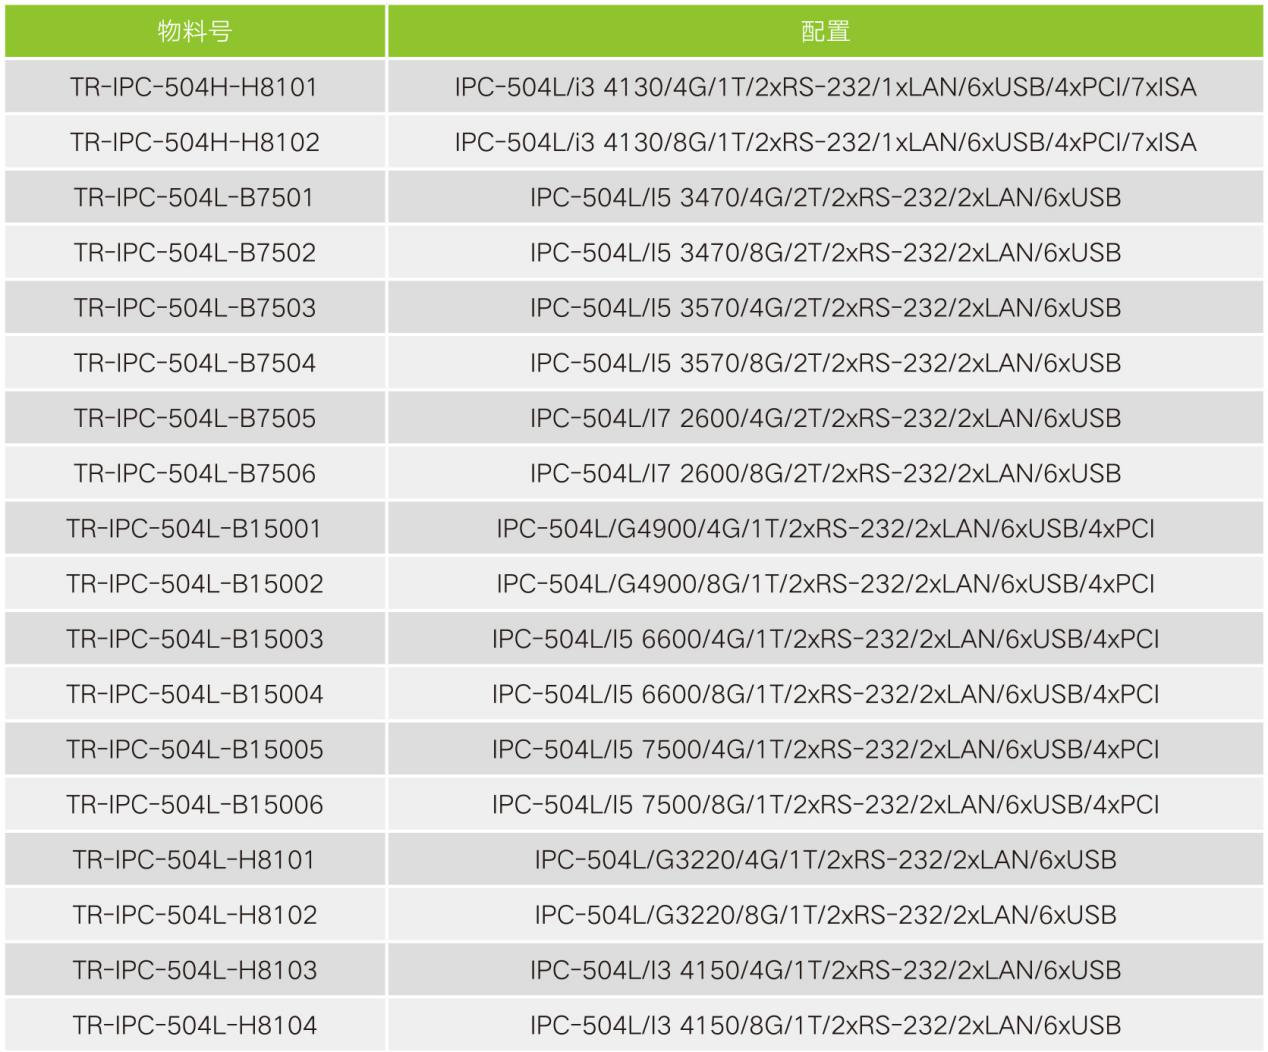 物料号 配置
TR-IPC-504H-H8101 IPC-504L/i3 4130/4G/1T/2xRS-232/1xLAN/6xUSB/4xPCI/7xISA
TR-IPC-504H-H8102 IPC-504L/i3 4130/8G/1T/2xRS-232/1xLAN/6xUSB/4xPCI/7xISA
TR-IPC-504L-B7501 IPC-504L/I5 3470/4G/2T/2xRS-232/2xLAN/6xUSB
TR-IPC-504L-B7502 IPC-504L/I5 3470/8G/2T/2xRS-232/2xLAN/6xUSB
TR-IPC-504L-B7503 IPC-504L/I5 3570/4G/2T/2xRS-232/2xLAN/6xUSB
TR-IPC-504L-B7504 IPC-504L/I5 3570/8G/2T/2xRS-232/2xLAN/6xUSB
TR-IPC-504L-B7505 IPC-504L/I7 2600/4G/2T/2xRS-232/2xLAN/6xUSB
TR-IPC-504L-B7506 IPC-504L/I7 2600/8G/2T/2xRS-232/2xLAN/6xUSB
TR-IPC-504L-B15001 IPC-504L/G4900/4G/1T/2xRS-232/2xLAN/6xUSB/4xPCI
TR-IPC-504L-B15002 IPC-504L/G4900/8G/1T/2xRS-232/2xLAN/6xUSB/4xPCI
TR-IPC-504L-B15003 IPC-504L/I5 6600/4G/1T/2xRS-232/2xLAN/6xUSB/4xPCI
TR-IPC-504L-B15004 IPC-504L/I5 6600/8G/1T/2xRS-232/2xLAN/6xUSB/4xPCI
TR-IPC-504L-B15005 IPC-504L/I5 7500/4G/1T/2xRS-232/2xLAN/6xUSB/4xPCI
TR-IPC-504L-B15006 IPC-504L/I5 7500/8G/1T/2xRS-232/2xLAN/6xUSB/4xPCI
TR-IPC-504L-H8101 IPC-504L/G3220/4G/1T/2xRS-232/2xLAN/6xUSB
TR-IPC-504L-H8102 IPC-504L/G3220/8G/1T/2xRS-232/2xLAN/6xUSB
TR-IPC-504L-H8103 IPC-504L/I3 4150/4G/1T/2xRS-232/2xLAN/6xUSB
TR-IPC-504L-H8104 IPC-504L/I3 4150/8G/1T/2xRS-232/2xLAN/6xUSB